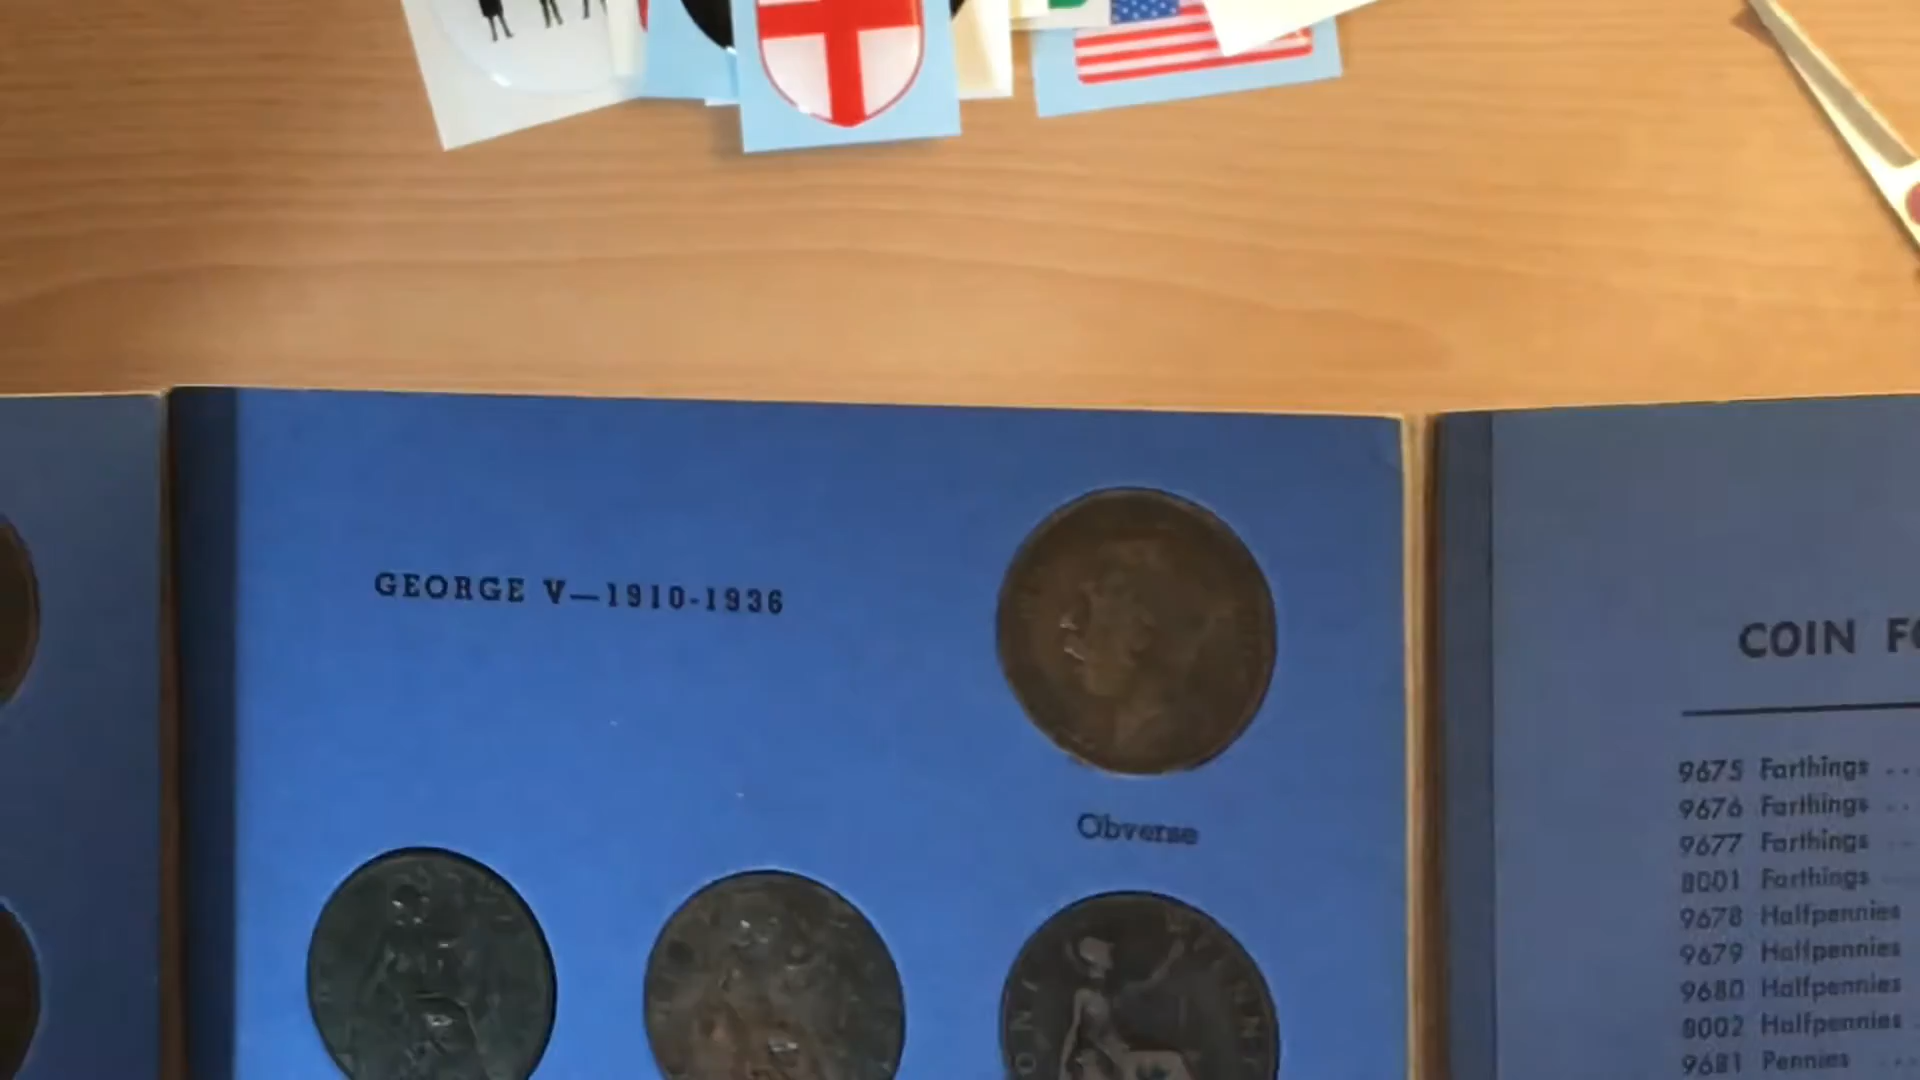 GEORGE V—1910-1936
Obverse
COIN
9675 Farthings
9676 Farthings
9677 Farthings
8001 Farthings
9678 Halfpennies
9679 Halfpennies
9680 Halfpennies
8002 Halfpennies
9681 Pennies